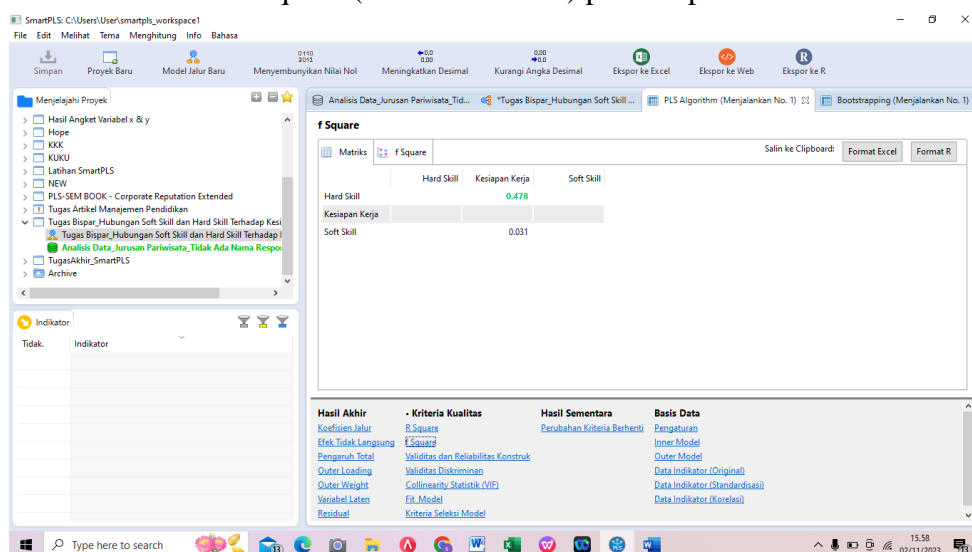 SmartPLS: C:\Users\User\smartpls_workspace1
File Edit Melihat Tema Menghitung Info Bahasa
Simpan Proyek Baru Model Jalur Baru Menyembunyikan Nilai Nol Meningkatkan Desimal Kurangi Angka Desimal Ekspor ke Excel Ekspor ke Web Ekspor ke R
Menjelajahi Proyek
Hasil Angket Variabel x & y
Hope
KKK
KUKU
Latihan SmartPLS
NEW
PLS-SEM BOOK - Corporate Reputation Extended
Tugas Artikel Manajemen Pendidikan
Tugas Bispar_Hubungan Soft Skill dan Hard Skill Terhadap Kesi
Tugas Bispar_Hubungan Soft Skill dan Hard Skill Terhadap
Analisis Data_Jurusan Pariwisata_Tidak Ada Nama Respo
TugasAkhir_SmartPLS
Archive
Indikator
Tidak. Indikator
Analisis Data_Jurusan Pariwisata_Tid... *Tugas Bispar_Hubungan Soft Skill ... PLS Algorithm (Menjalankan No. 1) Bootstrapping (Menjalankan No. 1)
f Square
Matriks f Square Salin ke Clipboard: Format Excel Format R
Hard Skill Kesiapan Kerja Soft Skill
Hard Skill 0.478
Kesiapan Kerja
Soft Skill 0.031
Hasil Akhir - Kriteria Kualitas Hasil Sementara Basis Data
Koefisien Jalur R Square Perubahan Kriteria Berhenti Pengaturan
Efek Tidak Langsung f Square Inner Model
Pengaruh Total Validitas dan Reliabilitas Konstruk Outer Model
Outer Loading Validitas Diskriminan Data Indikator (Original)
Outer Weight Collinearity Statistik (VIF) Data Indikator (Standardisasi)
Variabel Laten Fit Model Data Indikator (Korelasi)
Residual Kriteria Seleksi Model
Type here to search
15.58
02/11/2023